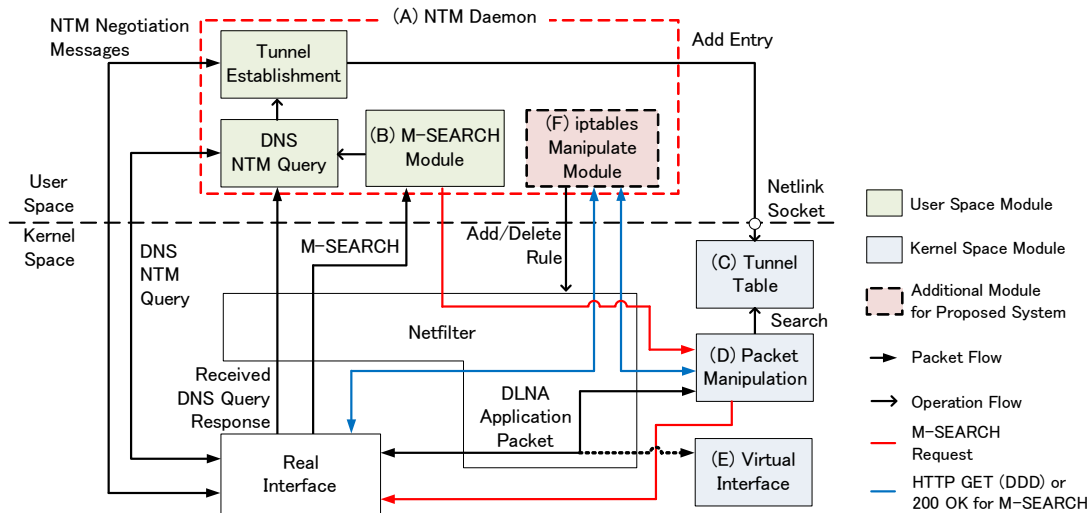 (A) NTM Daemon
NTM Negotiation
Messages
Tunnel
Establishment
Add Entry
DNS
NTM Query
(B) M-SEARCH
Module
(F) iptables
Manipulate
Module
User
Space
Kernel
Space
Netlink
Socket
DNS
NTM
Query
M-SEARCH
Add/Delete
Rule
(C) Tunnel
Table
Search
Netfilter
(D) Packet
Manipulation
Received
DNS Query
Response
DLNA
Application
Packet
Real
Interface
(E) Virtual
Interface
User Space Module
Kernel Space Module
Additional Module
for Proposed System
Packet Flow
Operation Flow
M-SEARCH
Request
HTTP GET (DDD) or
200 OK for M-SEARCH